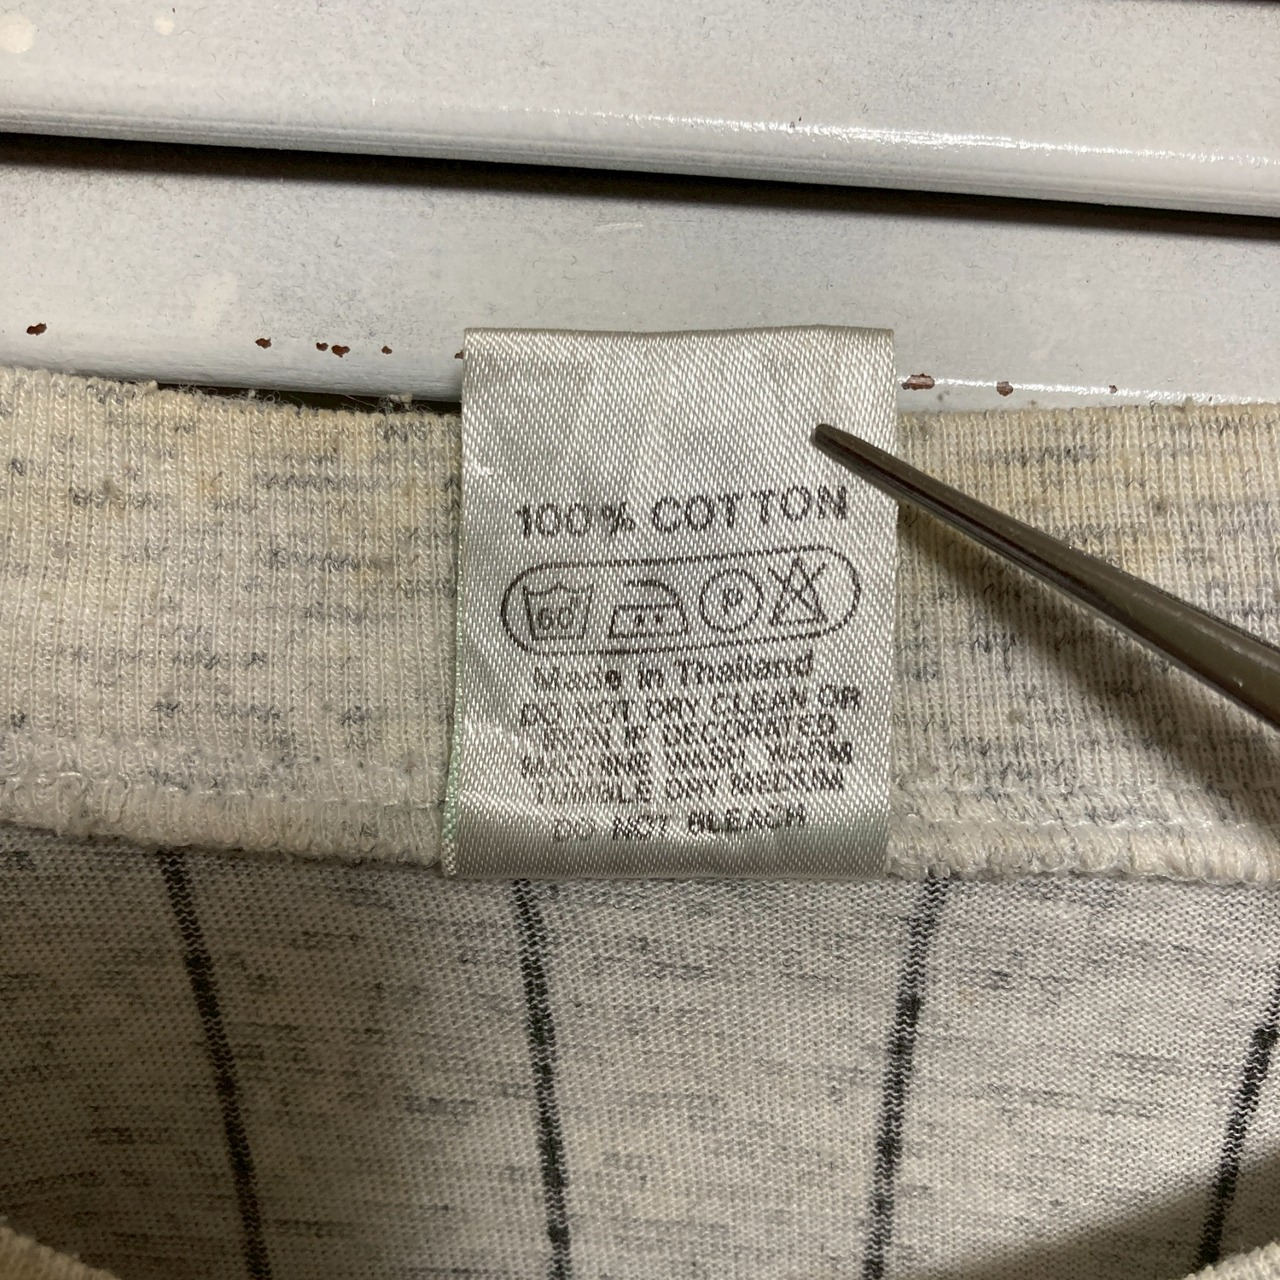 100% COTTON
60 P
Made in Thailand
DO NOT DRY CLEAN OR
IRON IF DECORATED
MACHINE WASH WARM
TUMBLE DRY MEDIUM
DO NOT BLEACH